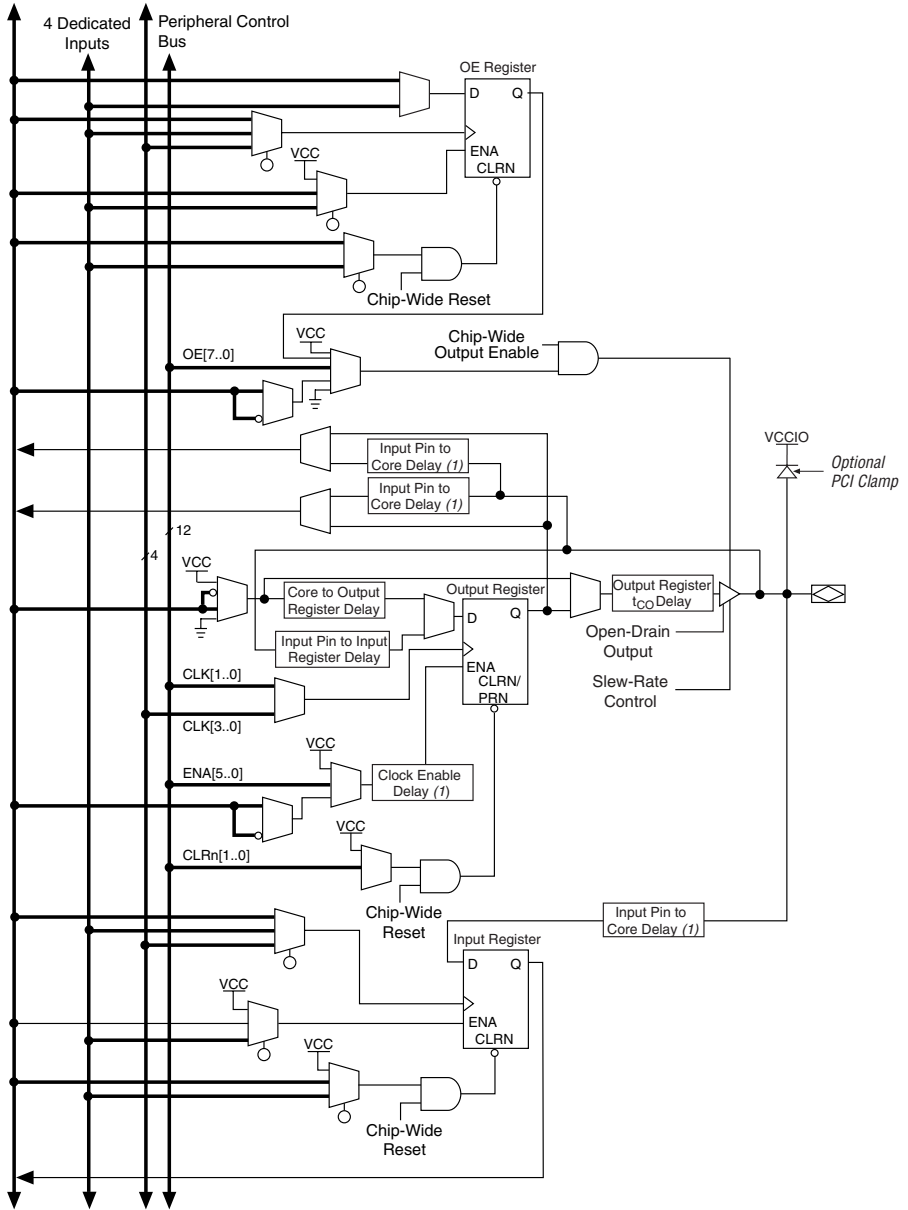 4 Dedicated
Inputs
Peripheral Control
Bus
OE Register
D Q
ENA
CLRN
VCC
Chip-Wide Reset
VCC
OE[7..0]
Chip-Wide
Output Enable
Input Pin to
Core Delay (1)
Input Pin to
Core Delay (1)
VCCIO
Optional
PCI Clamp
12
4
VCC
Core to Output
Register Delay
Input Pin to Input
Register Delay
Output Register
D Q
ENA
CLRN/
PRN
Output Register
tCO Delay
Open-Drain
Output
Slew-Rate
Control
CLK[1..0]
CLK[3..0]
VCC
ENA[5..0]
Clock Enable
Delay (1)
VCC
CLRn[1..0]
Chip-Wide
Reset
Input Pin to
Core Delay (1)
Input Register
D Q
ENA
CLRN
VCC
VCC
Chip-Wide
Reset